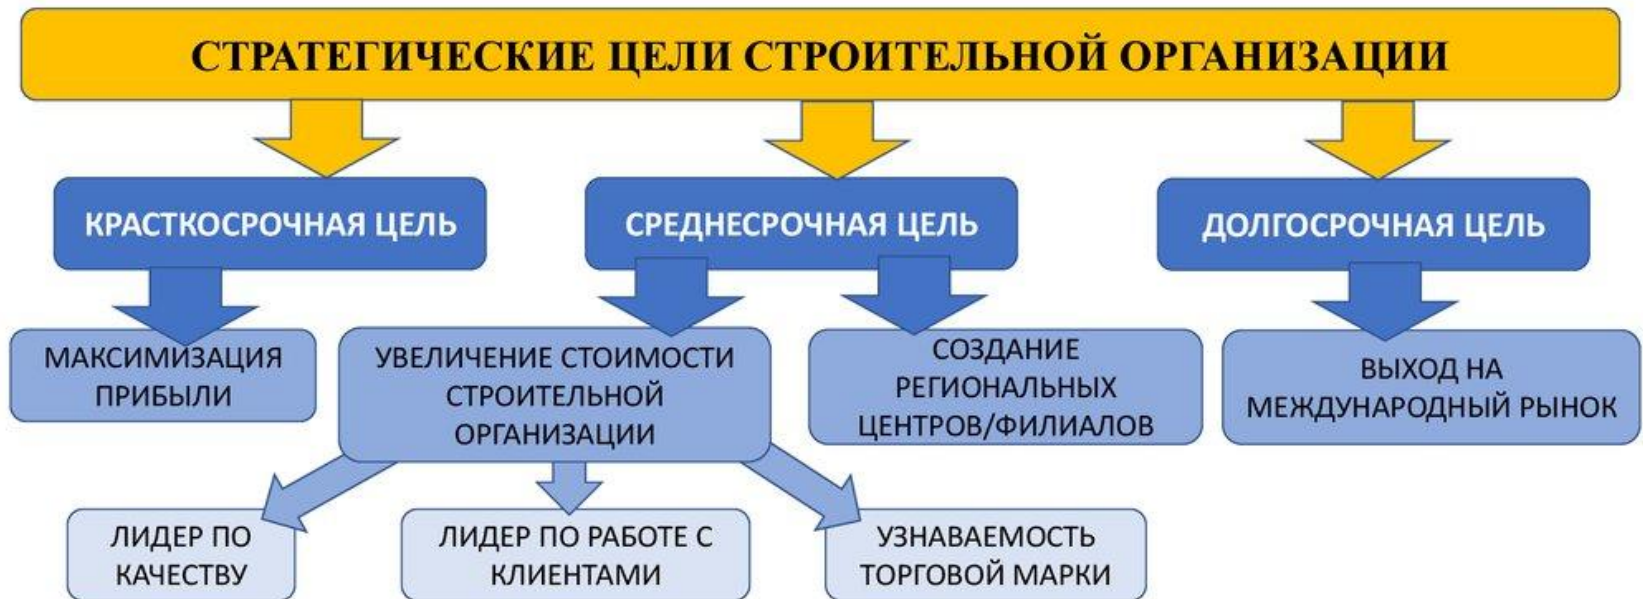 СТРАТЕГИЧЕСКИЕ ЦЕЛИ СТРОИТЕЛЬНОЙ ОРГАНИЗАЦИИ
КРАСТКОСРОЧНАЯ ЦЕЛЬ
СРЕДНЕСРОЧНАЯ ЦЕЛЬ
ДОЛГОСРОЧНАЯ ЦЕЛЬ
МАКСИМИЗАЦИЯ
ПРИБЫЛИ
УВЕЛИЧЕНИЕ СТОИМОСТИ
СТРОИТЕЛЬНОЙ
ОРГАНИЗАЦИИ
СОЗДАНИЕ
РЕГИОНАЛЬНЫХ
ЦЕНТРОВ/ФИЛИАЛОВ
ВЫХОД НА
МЕЖДУНАРОДНЫЙ РЫНОК
ЛИДЕР ПО
КАЧЕСТВУ
ЛИДЕР ПО РАБОТЕ С
КЛИЕНТАМИ
УЗНАВАЕМОСТЬ
ТОРГОВОЙ МАРКИ